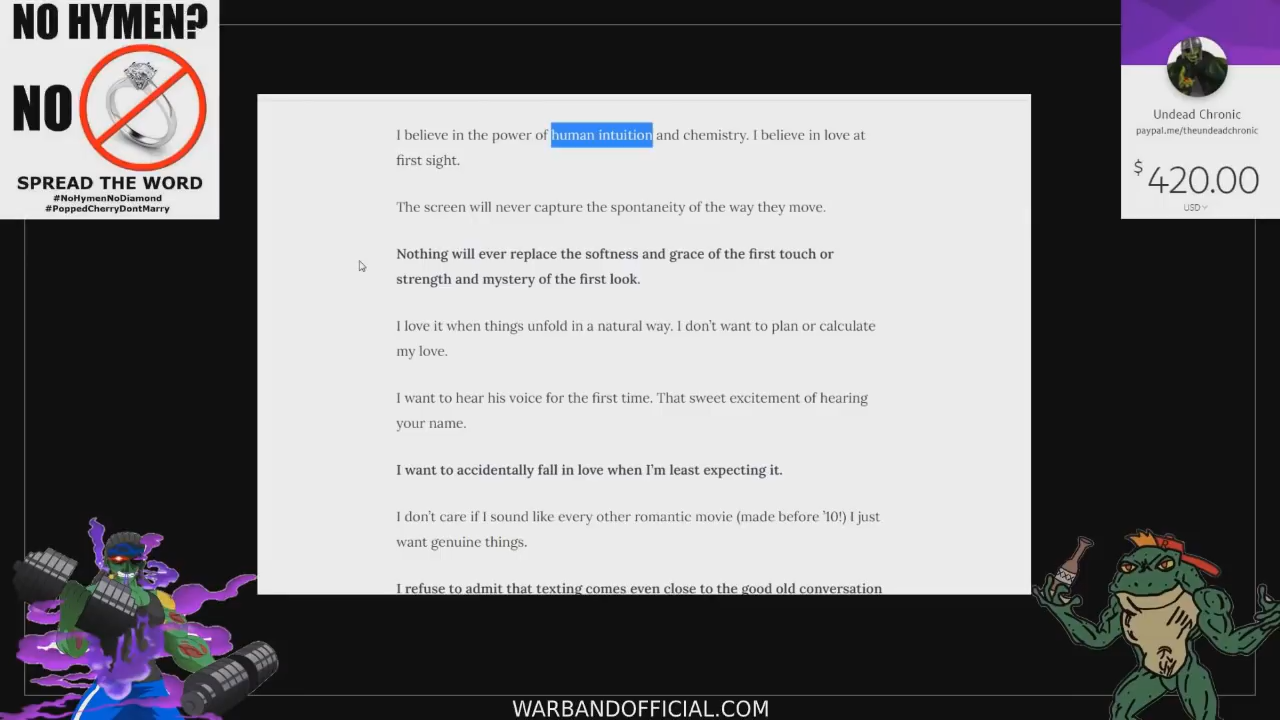 NO HYMEN?
NO
SPREAD THE WORD
#NoHymenNoDiamond
#PoppedCherryDontMarry
I believe in the power of human intuition and chemistry. I believe in love at
first sight.
The screen will never capture the spontaneity of the way they move.
Nothing will ever replace the softness and grace of the first touch or
strength and mystery of the first look.
I love it when things unfold in a natural way. I don’t want to plan or calculate
my love.
I want to hear his voice for the first time. That sweet excitement of hearing
your name.
I want to accidentally fall in love when I’m least expecting it.
I don’t care if I sound like every other romantic movie (made before ’10!) I just
want genuine things.
I refuse to admit that texting comes even close to the good old conversation
Undead Chronic
paypal.me/theundeadchronic
$420.00
USD
WARBANDOFFICIAL.COM